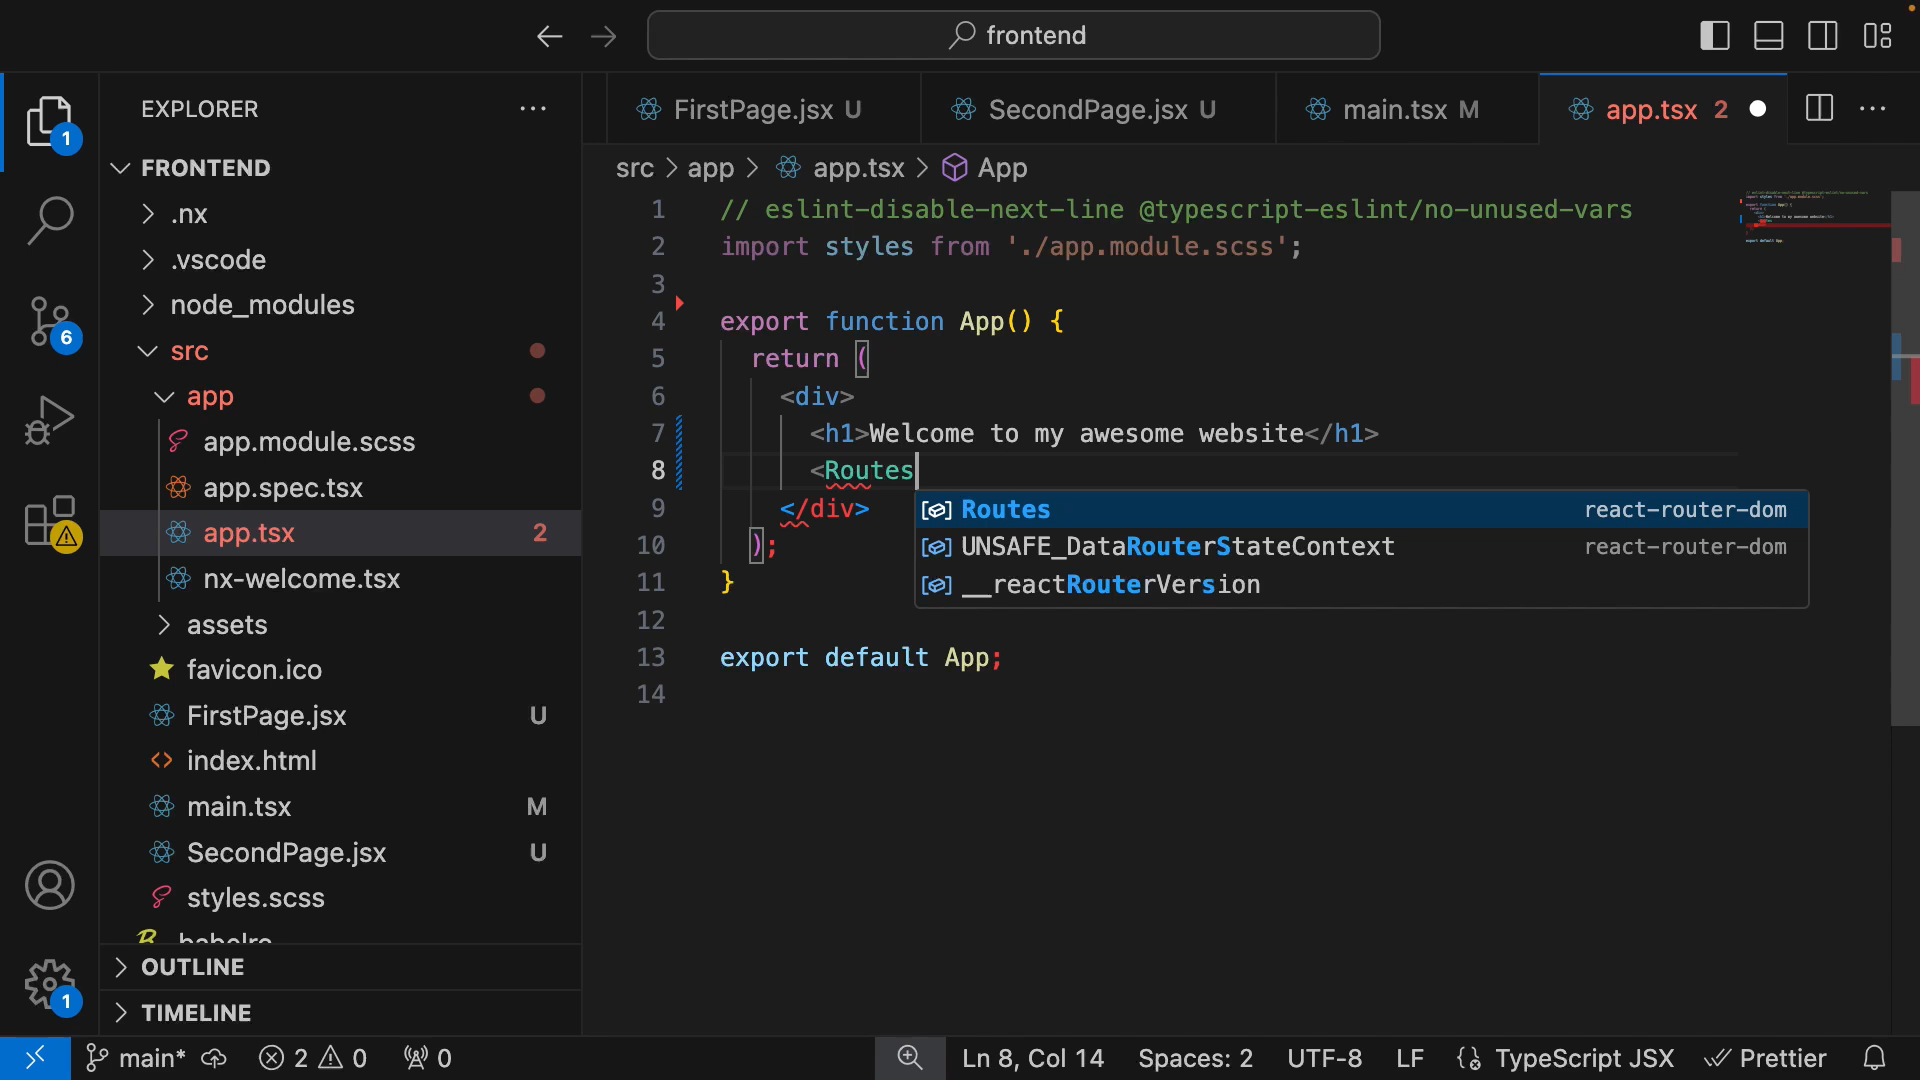 frontend
EXPLORER
FRONTEND
.nx
.vscode
node_modules
src
app
app.module.scss
app.spec.tsx
app.tsx 2
nx-welcome.tsx
assets
favicon.ico
FirstPage.jsx U
index.html
main.tsx M
SecondPage.jsx U
styles.scss
.babelrc
OUTLINE
TIMELINE
1
6
1
FirstPage.jsx U
SecondPage.jsx U
main.tsx M
app.tsx 2
src > app > app.tsx > App
1 // eslint-disable-next-line @typescript-eslint/no-unused-vars
2 import styles from './app.module.scss';
3
4 export function App() {
5 return (
6 <div>
7 <h1>Welcome to my awesome website</h1>
8 <Routes
9 </div>
10 );
11 }
12
13 export default App;
14
Routes react-router-dom
UNSAFE_DataRouterStateContext react-router-dom
__reactRouterVersion
main* 2 0 0
Ln 8, Col 14 Spaces: 2 UTF-8 LF TypeScript JSX Prettier